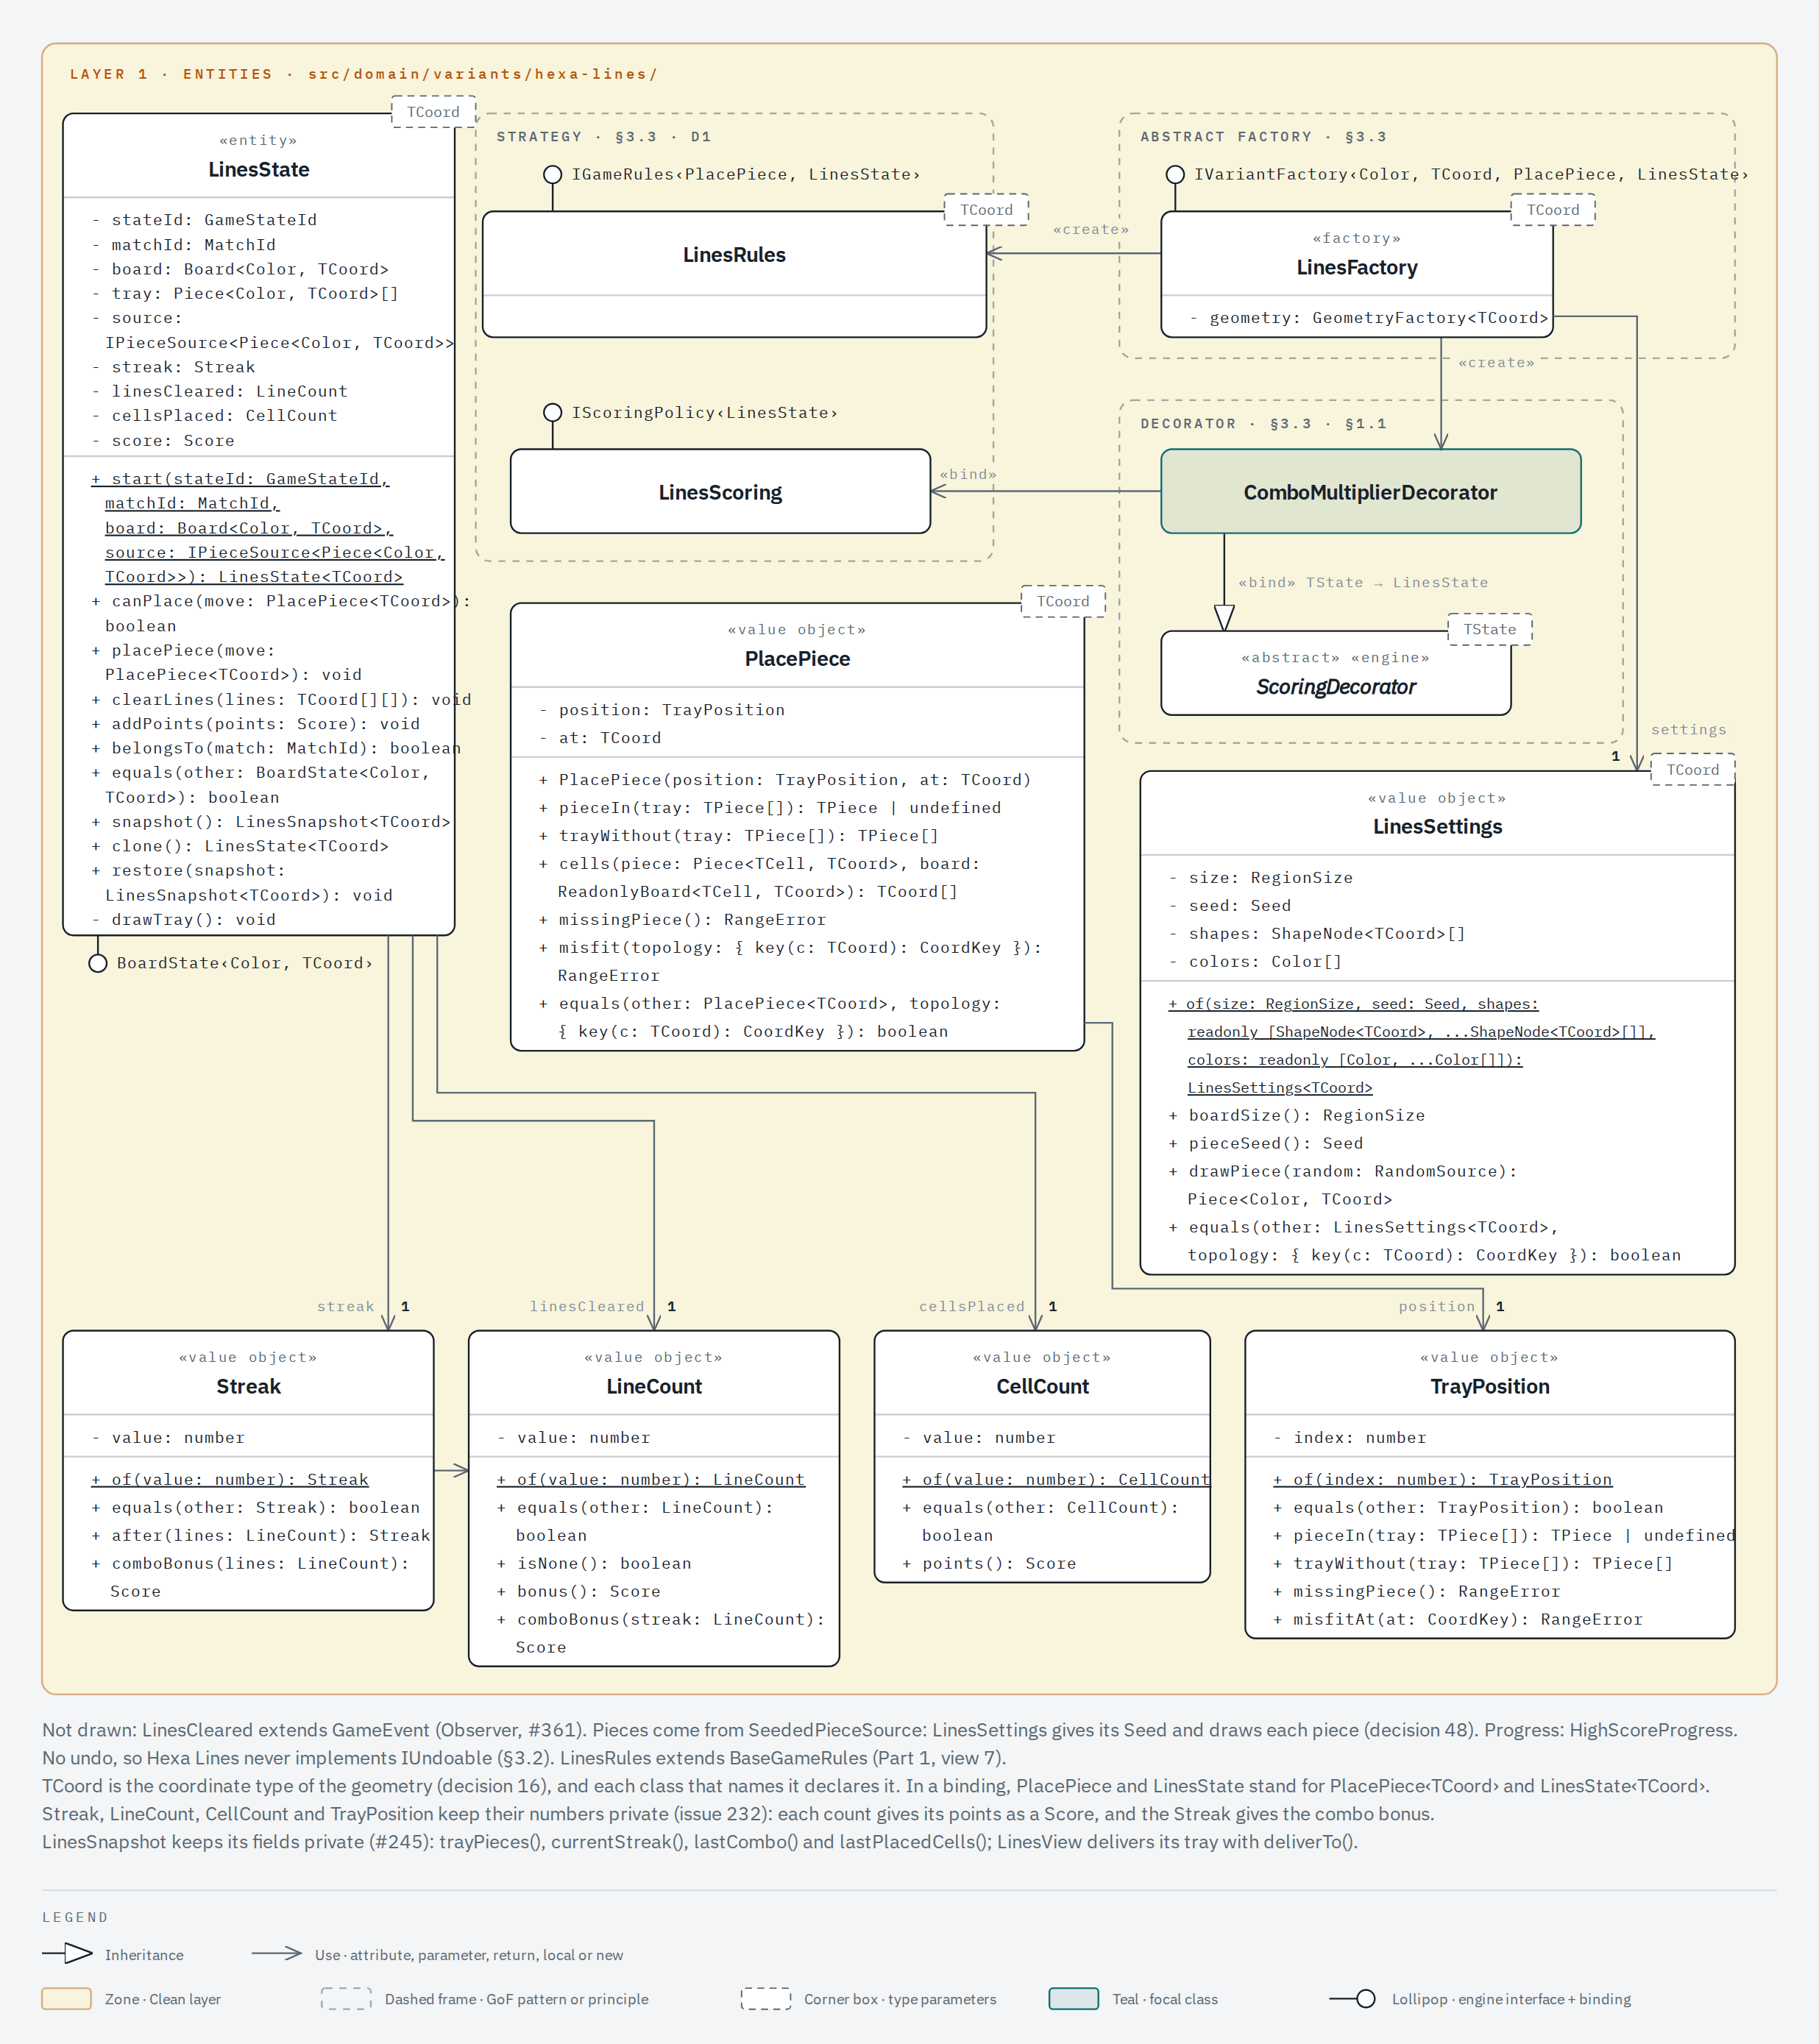 LAYER 1 · ENTITIES · src/domain/variants/hexa-lines/
TCoord
«entity»
LinesState
- stateId: GameStateId
- matchId: MatchId
- board: Board<Color, TCoord>
- tray: Piece<Color, TCoord>[]
- source:
IPieceSource<Piece<Color, TCoord>>
- streak: Streak
- linesCleared: LineCount
- cellsPlaced: CellCount
- score: Score
+ start(stateId: GameStateId,
matchId: MatchId,
board: Board<Color, TCoord>,
source: IPieceSource<Piece<Color,
TCoord>>): LinesState<TCoord>
+ canPlace(move: PlacePiece<TCoord>):
boolean
+ placePiece(move:
PlacePiece<TCoord>): void
+ clearLines(lines: TCoord[][]): void
+ addPoints(points: Score): void
+ belongsTo(match: MatchId): boolean
+ equals(other: BoardState<Color,
TCoord>): boolean
+ snapshot(): LinesSnapshot<TCoord>
+ clone(): LinesState<TCoord>
+ restore(snapshot:
LinesSnapshot<TCoord>): void
- drawTray(): void
BoardState‹Color, TCoord›
STRATEGY · §3.3 · D1
IGameRules‹PlacePiece, LinesState›
TCoord
LinesRules
IScoringPolicy‹LinesState›
LinesScoring
«create»
«bind»
ABSTRACT FACTORY · §3.3
IVariantFactory‹Color, TCoord, PlacePiece, LinesState›
TCoord
«factory»
LinesFactory
- geometry: GeometryFactory<TCoord>
«create»
DECORATOR · §3.3 · §1.1
ComboMultiplierDecorator
«bind» TState → LinesState
TState
«abstract» «engine»
ScoringDecorator
TCoord
«value object»
PlacePiece
- position: TrayPosition
- at: TCoord
+ PlacePiece(position: TrayPosition, at: TCoord)
+ pieceIn(tray: TPiece[]): TPiece | undefined
+ trayWithout(tray: TPiece[]): TPiece[]
+ cells(piece: Piece<TCell, TCoord>, board:
ReadonlyBoard<TCell, TCoord>): TCoord[]
+ missingPiece(): RangeError
+ misfit(topology: { key(c: TCoord): CoordKey }):
RangeError
+ equals(other: PlacePiece<TCoord>, topology:
{ key(c: TCoord): CoordKey }): boolean
settings
1
TCoord
«value object»
LinesSettings
- size: RegionSize
- seed: Seed
- shapes: ShapeNode<TCoord>[]
- colors: Color[]
+ of(size: RegionSize, seed: Seed, shapes:
readonly [ShapeNode<TCoord>, ...ShapeNode<TCoord>[]],
colors: readonly [Color, ...Color[]]):
LinesSettings<TCoord>
+ boardSize(): RegionSize
+ pieceSeed(): Seed
+ drawPiece(random: RandomSource):
Piece<Color, TCoord>
+ equals(other: LinesSettings<TCoord>,
topology: { key(c: TCoord): CoordKey }): boolean
streak 1
«value object»
Streak
- value: number
+ of(value: number): Streak
+ equals(other: Streak): boolean
+ after(lines: LineCount): Streak
+ comboBonus(lines: LineCount):
Score
linesCleared 1
«value object»
LineCount
- value: number
+ of(value: number): LineCount
+ equals(other: LineCount):
boolean
+ isNone(): boolean
+ bonus(): Score
+ comboBonus(streak: LineCount):
Score
cellsPlaced 1
«value object»
CellCount
- value: number
+ of(value: number): CellCount
+ equals(other: CellCount):
boolean
+ points(): Score
position 1
«value object»
TrayPosition
- index: number
+ of(index: number): TrayPosition
+ equals(other: TrayPosition): boolean
+ pieceIn(tray: TPiece[]): TPiece | undefined
+ trayWithout(tray: TPiece[]): TPiece[]
+ missingPiece(): RangeError
+ misfitAt(at: CoordKey): RangeError
Not drawn: LinesCleared extends GameEvent (Observer, #361). Pieces come from SeededPieceSource: LinesSettings gives its Seed and draws each piece (decision 48). Progress: HighScoreProgress.
No undo, so Hexa Lines never implements IUndoable (§3.2). LinesRules extends BaseGameRules (Part 1, view 7).
TCoord is the coordinate type of the geometry (decision 16), and each class that names it declares it. In a binding, PlacePiece and LinesState stand for PlacePiece‹TCoord› and LinesState‹TCoord›.
Streak, LineCount, CellCount and TrayPosition keep their numbers private (issue 232): each count gives its points as a Score, and the Streak gives the combo bonus.
LinesSnapshot keeps its fields private (#245): trayPieces(), currentStreak(), lastCombo() and lastPlacedCells(); LinesView delivers its tray with deliverTo().
LEGEND
Inheritance
Use · attribute, parameter, return, local or new
Zone · Clean layer
Dashed frame · GoF pattern or principle
Corner box · type parameters
Teal · focal class
Lollipop · engine interface + binding